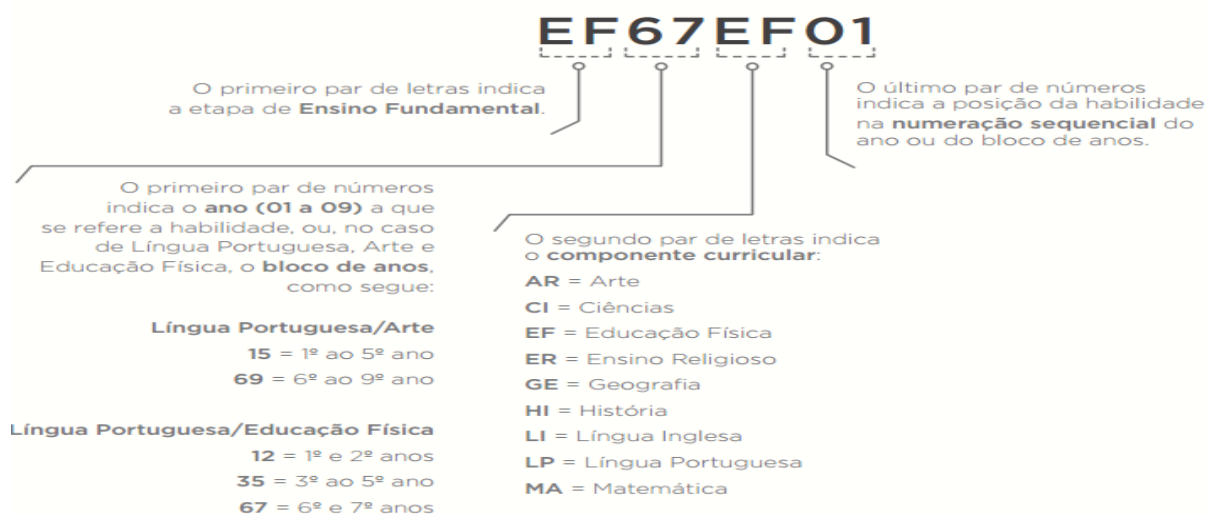 EF67EF01
O primeiro par de letras indica
a etapa de Ensino Fundamental.
O último par de números
indica a posição da habilidade
na numeração sequencial do
ano ou do bloco de anos.
O primeiro par de números
indica o ano (01 a 09) a que
se refere a habilidade, ou, no caso
de Língua Portuguesa, Arte e
Educação Física, o bloco de anos,
como segue:
Língua Portuguesa/Arte
15 = 1º ao 5º ano
69 = 6º ao 9º ano
Língua Portuguesa/Educação Física
12 = 1º e 2º anos
35 = 3º ao 5º ano
67 = 6º e 7º anos
O segundo par de letras indica
o componente curricular:
AR = Arte
CI = Ciências
EF = Educação Física
ER = Ensino Religioso
GE = Geografia
HI = História
LI = Língua Inglesa
LP = Língua Portuguesa
MA = Matemática